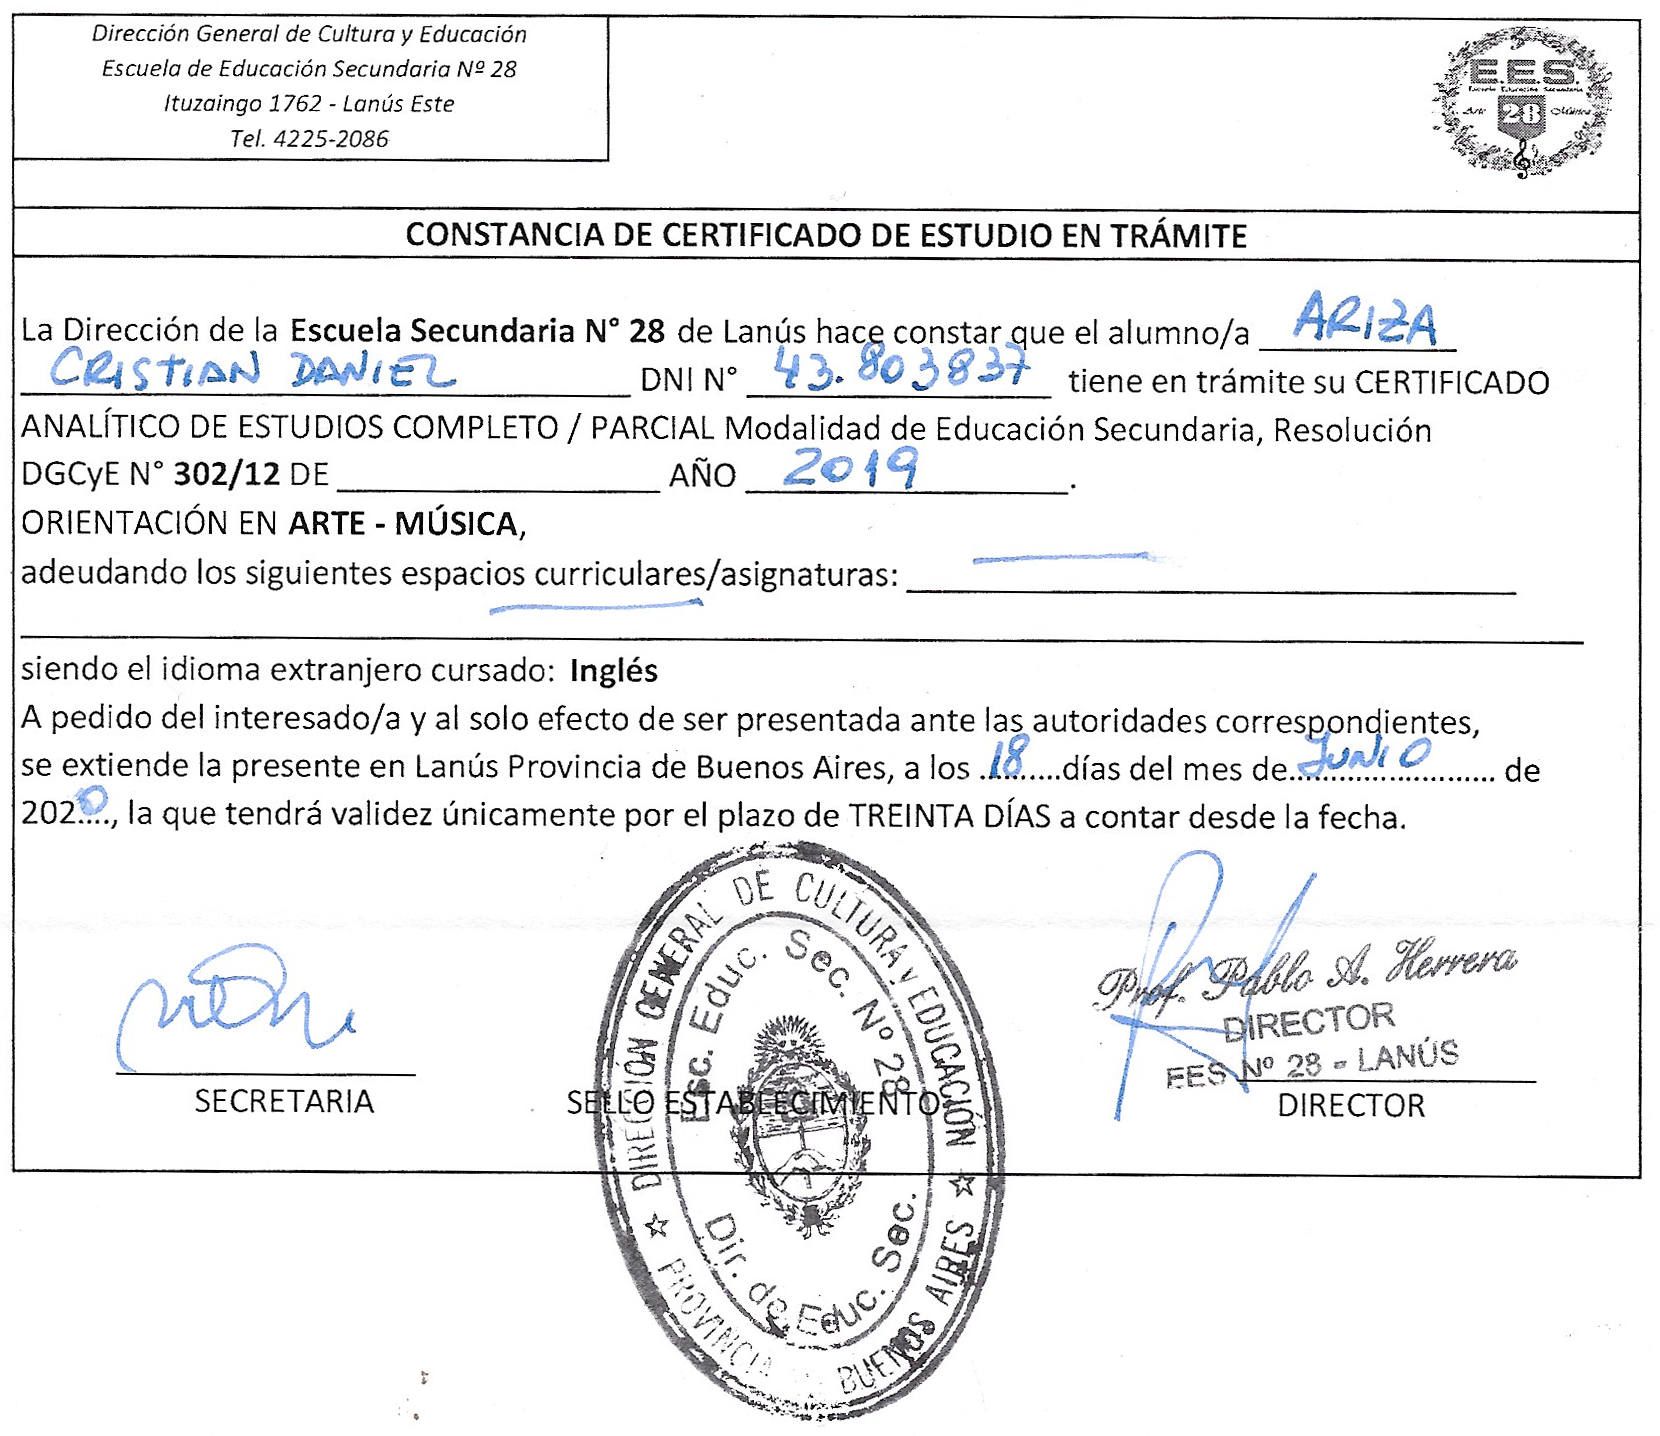 Dirección General de Cultura y Educación
Escuela de Educación Secundaria Nº 28
Ituzaingo 1762 - Lanús Este
Tel. 4225-2086
E.E.S.
Escuela Educación Secundaria
Arte 28 Música
CONSTANCIA DE CERTIFICADO DE ESTUDIO EN TRÁMITE
La Dirección de la Escuela Secundaria N° 28 de Lanús hace constar que el alumno/a ARIZA
CRISTIAN DANIEL DNI N° 43.803837 tiene en trámite su CERTIFICADO
ANALÍTICO DE ESTUDIOS COMPLETO / PARCIAL Modalidad de Educación Secundaria, Resolución
DGCyE N° 302/12 DE AÑO 2019.
ORIENTACIÓN EN ARTE - MÚSICA,
adeudando los siguientes espacios curriculares/asignaturas:
siendo el idioma extranjero cursado: Inglés
A pedido del interesado/a y al solo efecto de ser presentada ante las autoridades correspondientes,
se extiende la presente en Lanús Provincia de Buenos Aires, a los .18.....días del mes de..JUNIO........ de
2020...., la que tendrá validez únicamente por el plazo de TREINTA DÍAS a contar desde la fecha.
DIRECCIÓN GENERAL DE CULTURA y EDUCACIÓN
Esc. Educ. Sec. Nº 28
Dir. de Educ. Sec.
PROVINCIA DE BUENOS AIRES
Prof. Pablo A. Herrera
DIRECTOR
EES Nº 28 - LANÚS
SECRETARIA
SELLO ESTABLECIMIENTO
DIRECTOR